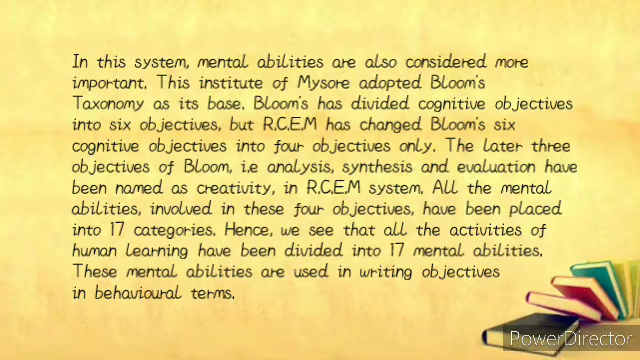 In this system, mental abilities are also considered more
important. This institute of Mysore adopted Bloom's
Taxonomy as its base. Bloom's has divided cognitive objectives
into six objectives, but R.C.E.M has changed Bloom's six
cognitive objectives into four objectives only. The later three
objectives of Bloom, i.e analysis, synthesis and evaluation have
been named as creativity, in R.C.E.M system. All the mental
abilities, involved in these four objectives, have been placed
into 17 categories. Hence, we see that all the activities of
human learning have been divided into 17 mental abilities.
These mental abilities are used in writing objectives
in behavioural terms.
PowerDirector